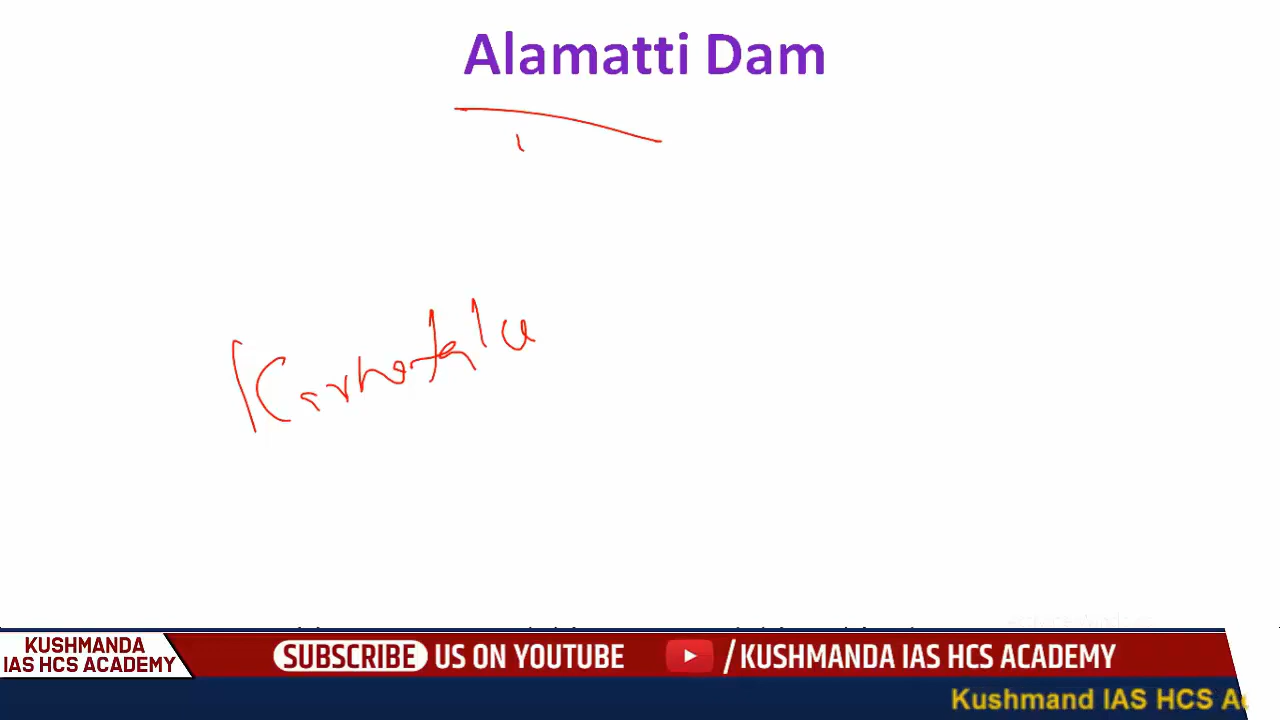 Alamatti Dam
Karnataka
KUSHMANDA
IAS HCS ACADEMY
SUBSCRIBE US ON YOUTUBE
/KUSHMANDA IAS HCS ACADEMY
Kushmand IAS HCS